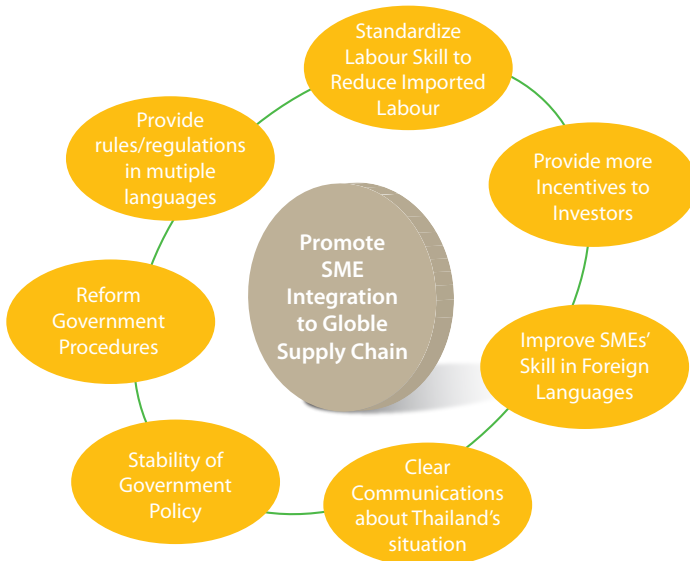 Standardize
Labour Skill to
Reduce Imported
Labour
Provide more
Incentives to
Investors
Improve SMEs’
Skill in Foreign
Languages
Clear
Communications
about Thailand’s
situation
Stability of
Government
Policy
Reform
Government
Procedures
Provide
rules/regulations
in mutiple
languages
Promote
SME
Integration
to Globle
Supply Chain